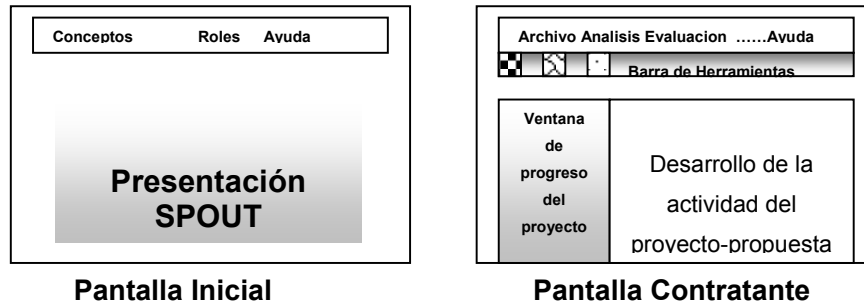 Conceptos Roles Ayuda
Presentación
SPOUT
Pantalla Inicial
Archivo Analisis Evaluacion ……Ayuda
Barra de Herramientas
Ventana
de
progreso
del
proyecto
Desarrollo de la
actividad del
proyecto-propuesta
Pantalla Contratante